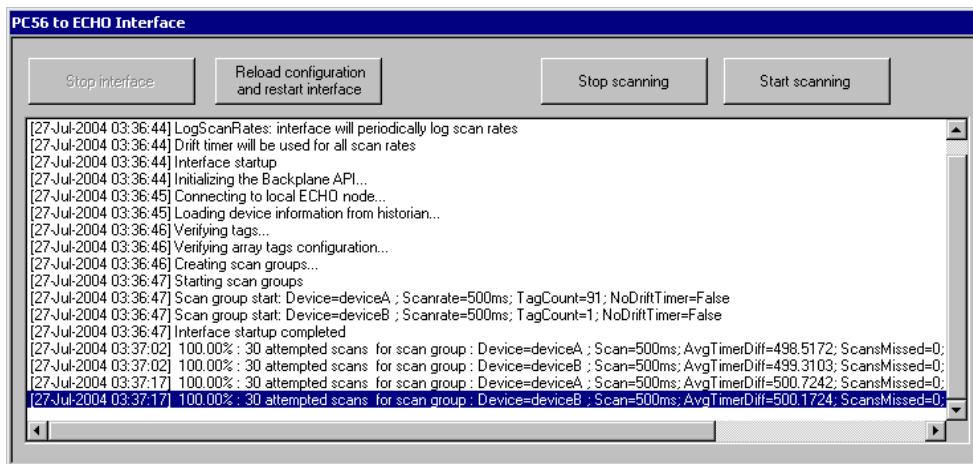 PC56 to ECHO Interface
Stop interface
Reload configuration
and restart interface
Stop scanning
Start scanning
[27-Jul-2004 03:36:44] LogScanRates: interface will periodically log scan rates
[27-Jul-2004 03:36:44] Drift timer will be used for all scan rates
[27-Jul-2004 03:36:44] Interface startup
[27-Jul-2004 03:36:44] Initializing the Backplane API...
[27-Jul-2004 03:36:45] Connecting to local ECHO node...
[27-Jul-2004 03:36:45] Loading device information from historian...
[27-Jul-2004 03:36:46] Verifying tags...
[27-Jul-2004 03:36:46] Verifying array tags configuration...
[27-Jul-2004 03:36:46] Creating scan groups...
[27-Jul-2004 03:36:47] Starting scan groups
[27-Jul-2004 03:36:47] Scan group start: Device=deviceA ; Scanrate=500ms; TagCount=91; NoDriftTimer=False
[27-Jul-2004 03:36:47] Scan group start: Device=deviceB ; Scanrate=500ms; TagCount=1; NoDriftTimer=False
[27-Jul-2004 03:36:47] Interface startup completed
[27-Jul-2004 03:37:02]  100.00% : 30 attempted scans  for scan group : Device=deviceA ; Scan=500ms; AvgTimerDiff=498.5172; ScansMissed=0;
[27-Jul-2004 03:37:02]  100.00% : 30 attempted scans  for scan group : Device=deviceB ; Scan=500ms; AvgTimerDiff=499.3103; ScansMissed=0;
[27-Jul-2004 03:37:17]  100.00% : 30 attempted scans  for scan group : Device=deviceA ; Scan=500ms; AvgTimerDiff=500.7242; ScansMissed=0;
[27-Jul-2004 03:37:17]  100.00% : 30 attempted scans  for scan group : Device=deviceB ; Scan=500ms; AvgTimerDiff=500.1724; ScansMissed=0;